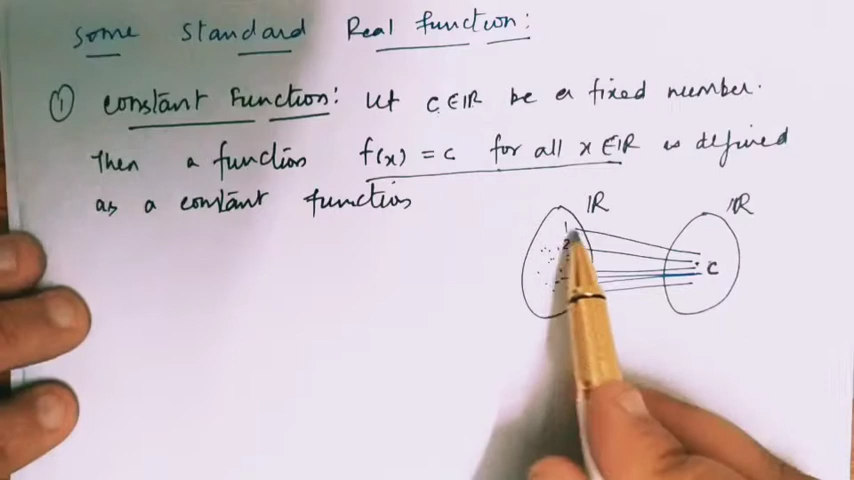 Some Standard Real function:
① Constant Function: Let C∈ℝ be a fixed number.
Then a function f(x) = c for all x∈ℝ is defined
as a constant function
ℝ ℝ
1
2
C